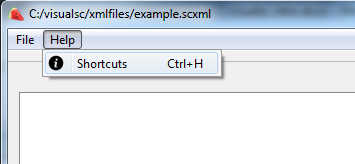 C:/visualsc/xmlfiles/example.scxml
File Help
Shortcuts Ctrl+H